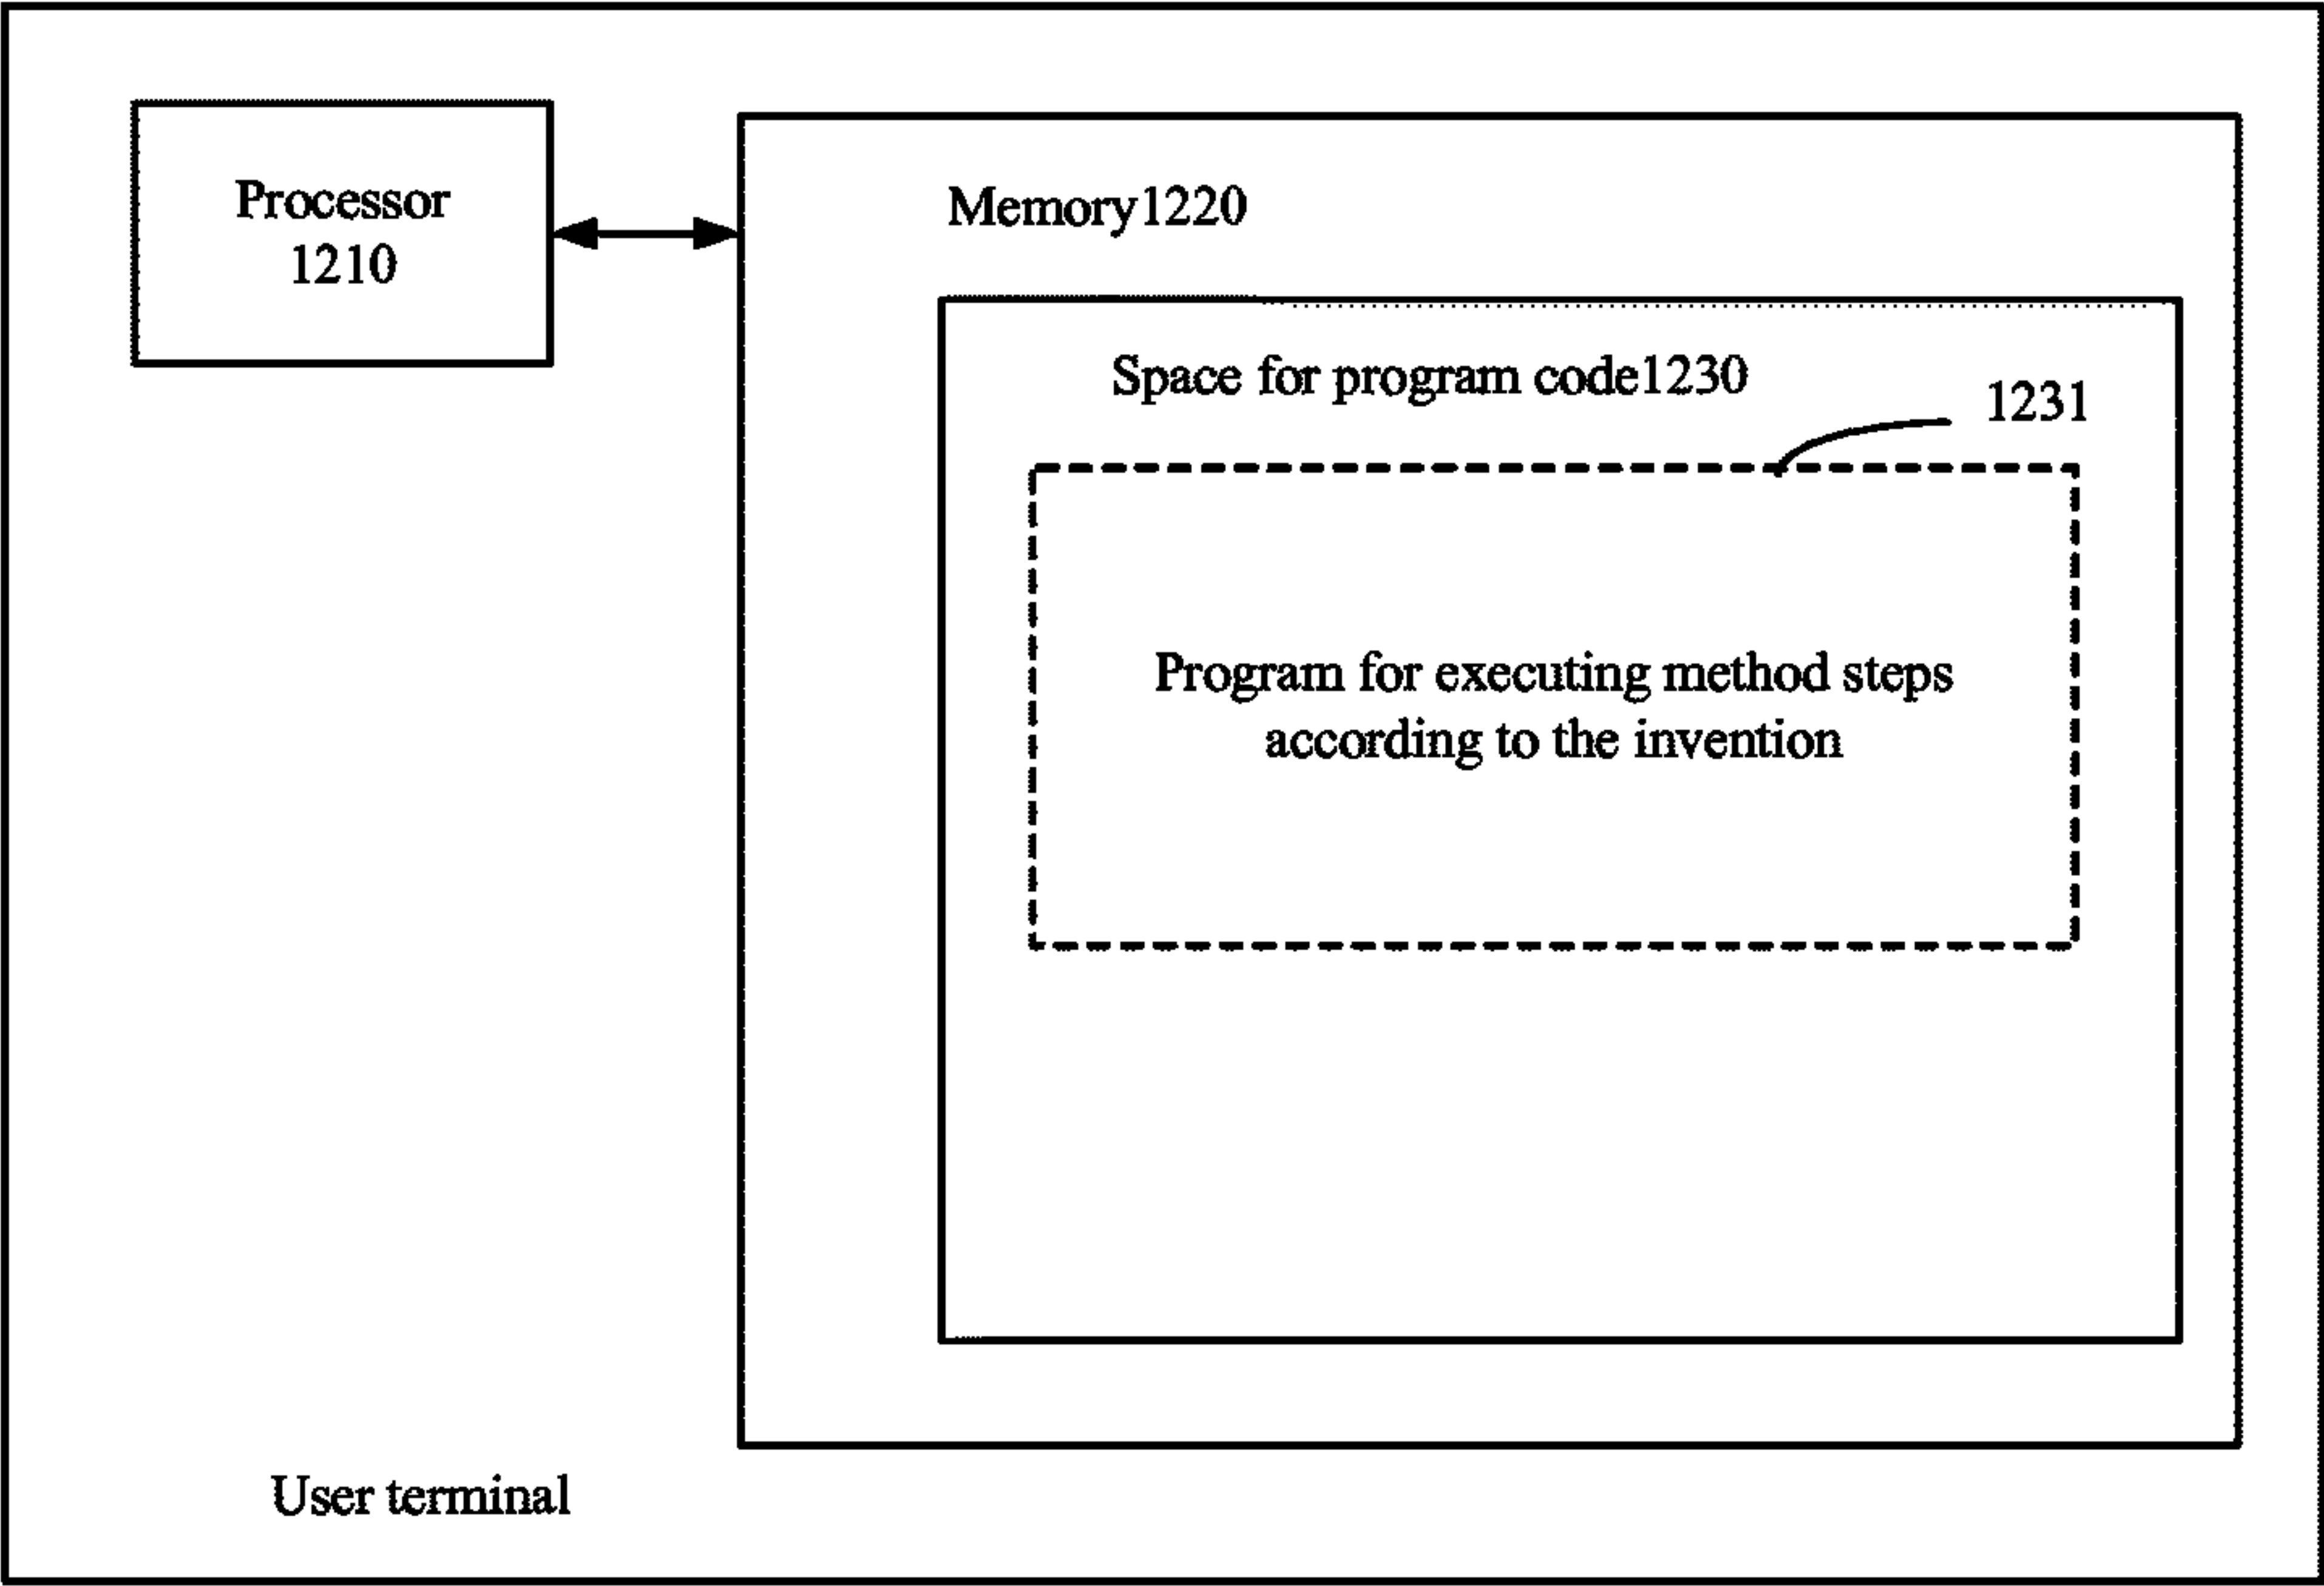 Processor
1210
Memory1220
Space for program code1230
1231
Program for executing method steps
according to the invention
User terminal